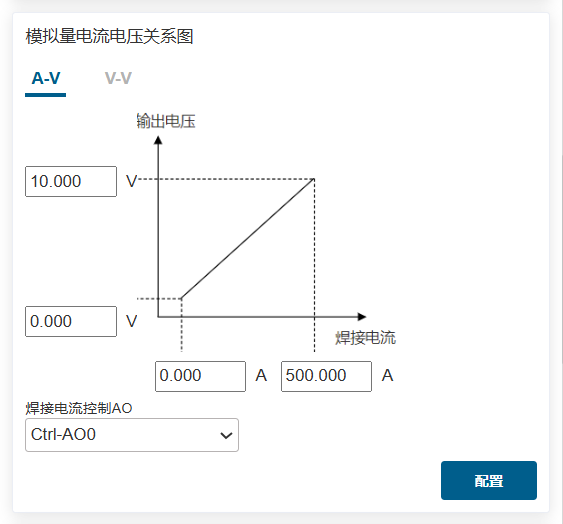 模拟量电流电压关系图
A-V V-V
输出电压
10.000 V
0.000 V
焊接电流
0.000 A 500.000 A
焊接电流控制AO
Ctrl-AO0
配置